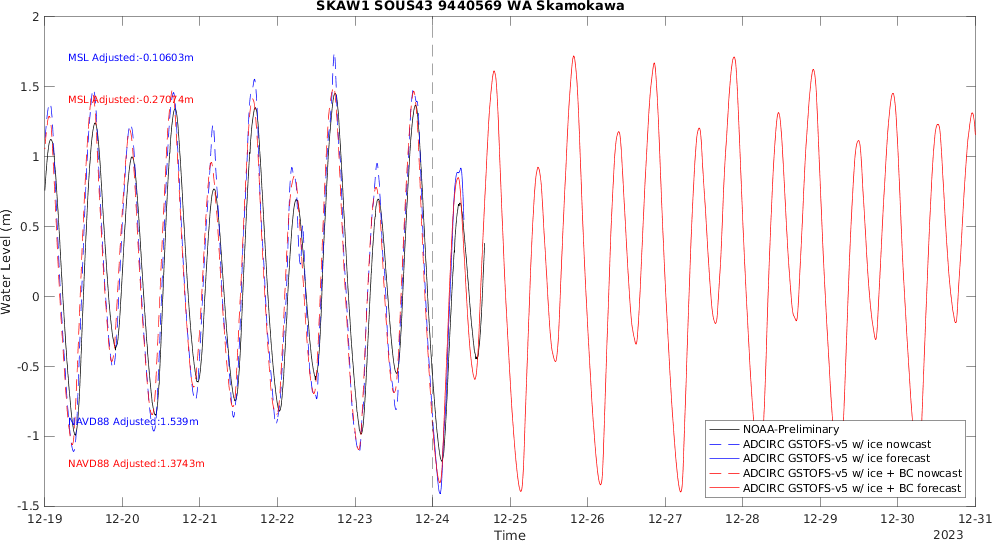 SKAW1 SOUS43 9440569 WA Skamokawa
MSL Adjusted:-0.10603m
MSL Adjusted:-0.27074m
NAVD88 Adjusted:1.539m
NAVD88 Adjusted:1.3743m
Water Level (m)
2
1.5
1
0.5
0
-0.5
-1
-1.5
NOAA-Preliminary
ADCIRC GSTOFS-v5 w/ ice nowcast
ADCIRC GSTOFS-v5 w/ ice forecast
ADCIRC GSTOFS-v5 w/ ice + BC nowcast
ADCIRC GSTOFS-v5 w/ ice + BC forecast
12-19 12-20 12-21 12-22 12-23 12-24 12-25 12-26 12-27 12-28 12-29 12-30 12-31
Time
2023